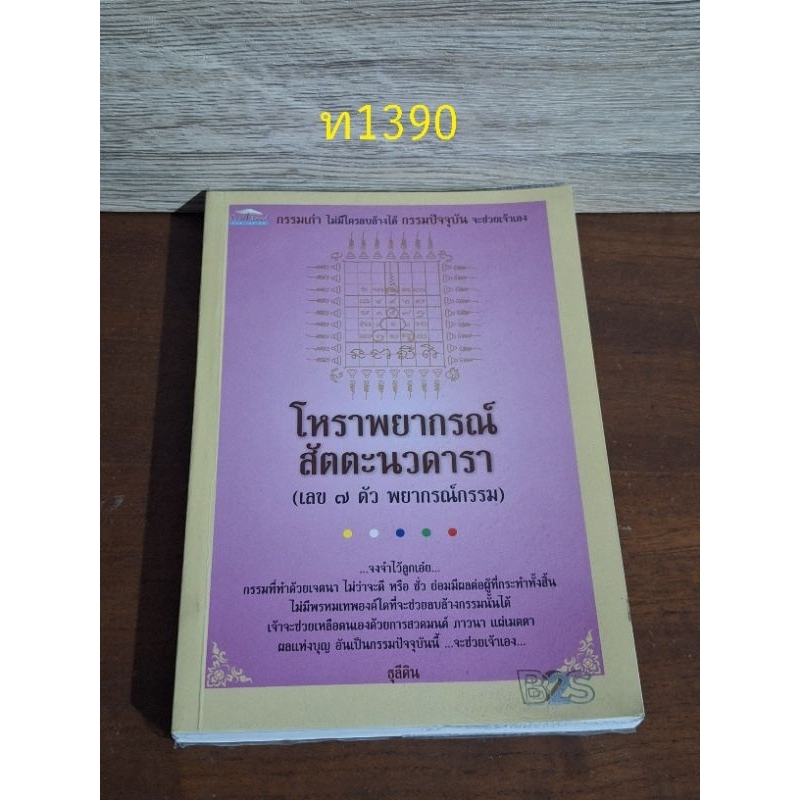 ท1390
กรรมเก่า ไม่มีใครลบล้างได้ กรรมปัจจุบัน จะช่วยเจ้าเอง
โหราพยากรณ์
สัตตะนวดารา
(เลข ๗ ตัว พยากรณ์กรรม)
...จงจำไว้ลูกเอ๋ย...
กรรมที่ทำด้วยเจตนา ไม่ว่าจะดี หรือ ชั่ว ย่อมมีผลต่อผู้ที่กระทำทั้งสิ้น
ไม่มีพรหมเทพองค์ใดที่จะช่วยลบล้างกรรมนั้นได้
เจ้าจะช่วยเหลือตนเองด้วยการสวดมนต์ ภาวนา แผ่เมตตา
ผลแห่งบุญ อันเป็นกรรมปัจจุบันนี้ ...จะช่วยเจ้าเอง...
ธุลีดิน
B2S